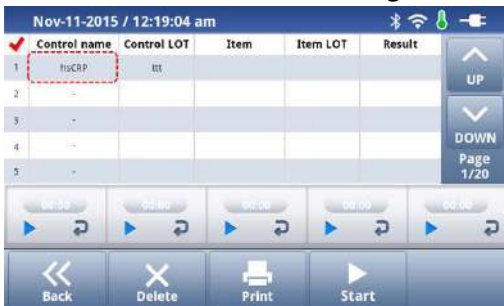 Nov-11-2015 / 12:19:04 am
Control name Control LOT Item Item LOT Result
1 hsCRP ttt
2 -
3 -
4 -
5 -
UP
DOWN
Page
1/20
00:00 00:00 00:00 00:00 00:00
Back Delete Print Start